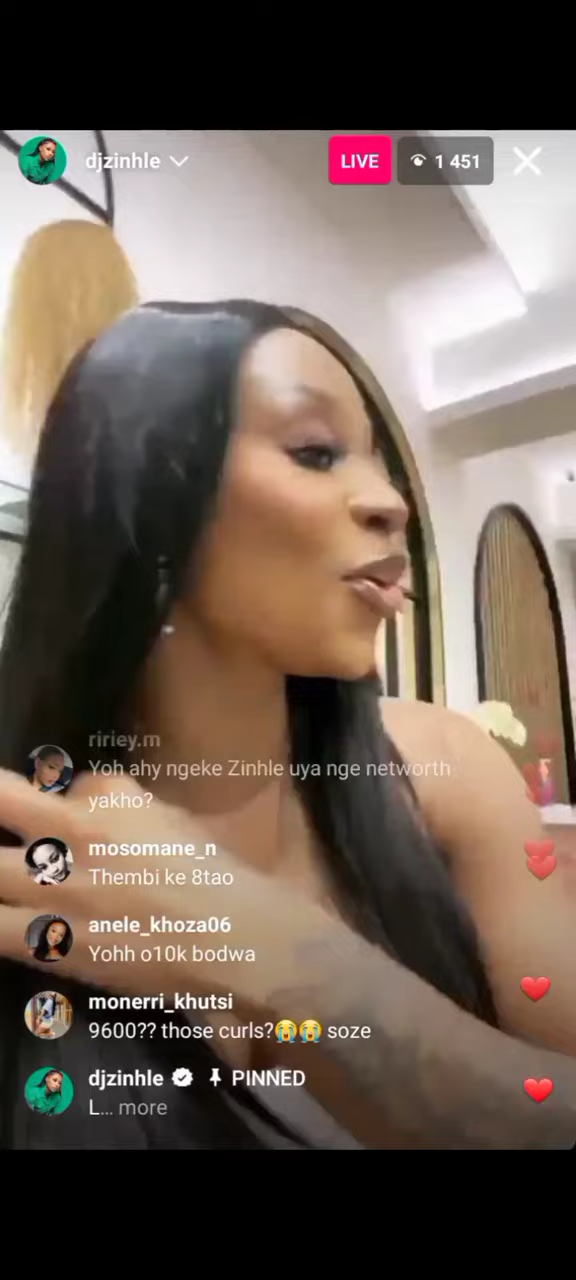 djzinhle
LIVE
1 451
ririey.m
Yoh ahy ngeke Zinhle uya nge networth
yakho?
mosomane_n
Thembi ke 8tao
anele_khoza06
Yohh o10k bodwa
monerri_khutsi
9600?? those curls?😭😭 soze
djzinhle PINNED
L... more